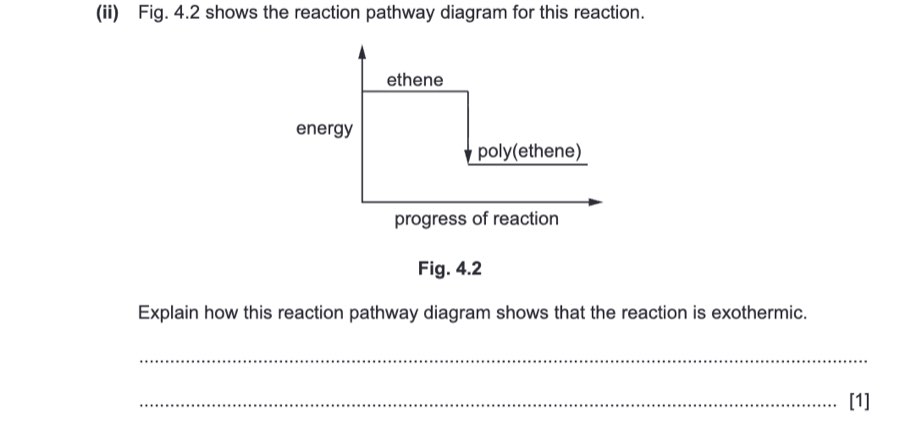 (ii) Fig. 4.2 shows the reaction pathway diagram for this reaction.
ethene
energy
poly(ethene)
progress of reaction
Fig. 4.2
Explain how this reaction pathway diagram shows that the reaction is exothermic.
[1]